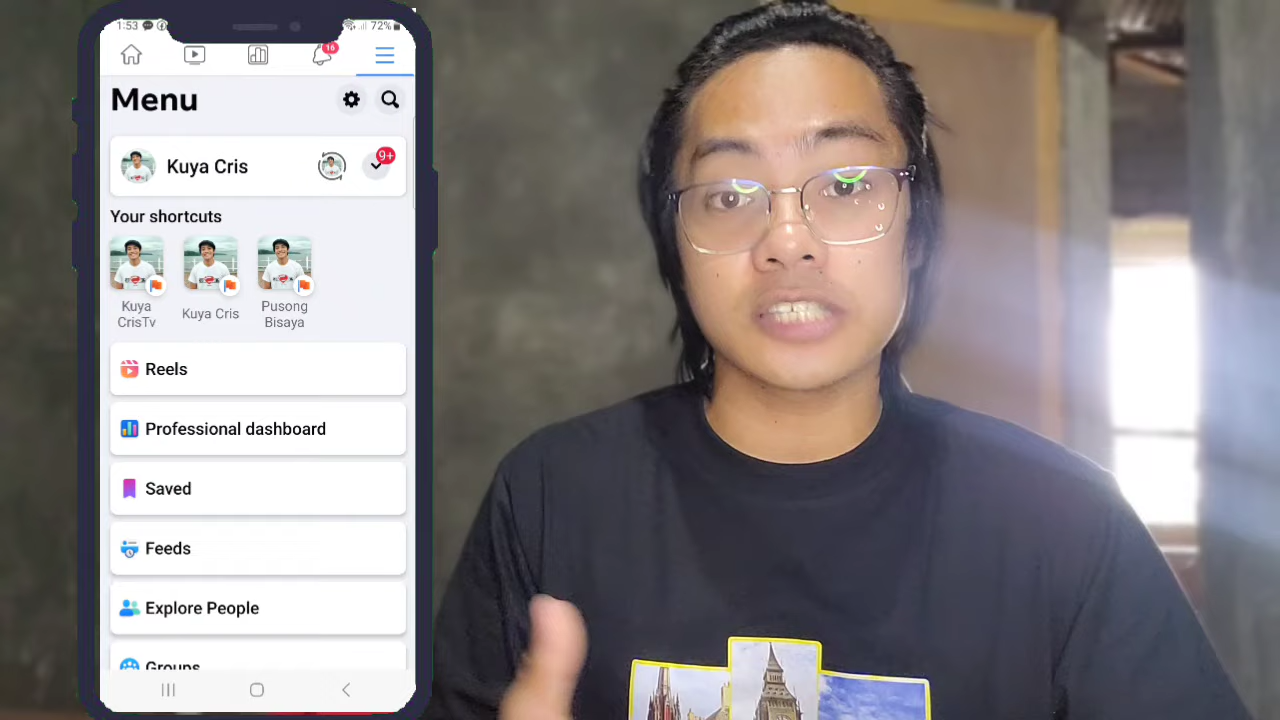 1:53
72%
16
Menu
Kuya Cris
9+
Your shortcuts
Kuya
CrisTv
Kuya Cris
Pusong
Bisaya
Reels
Professional dashboard
Saved
Feeds
Explore People
Groups